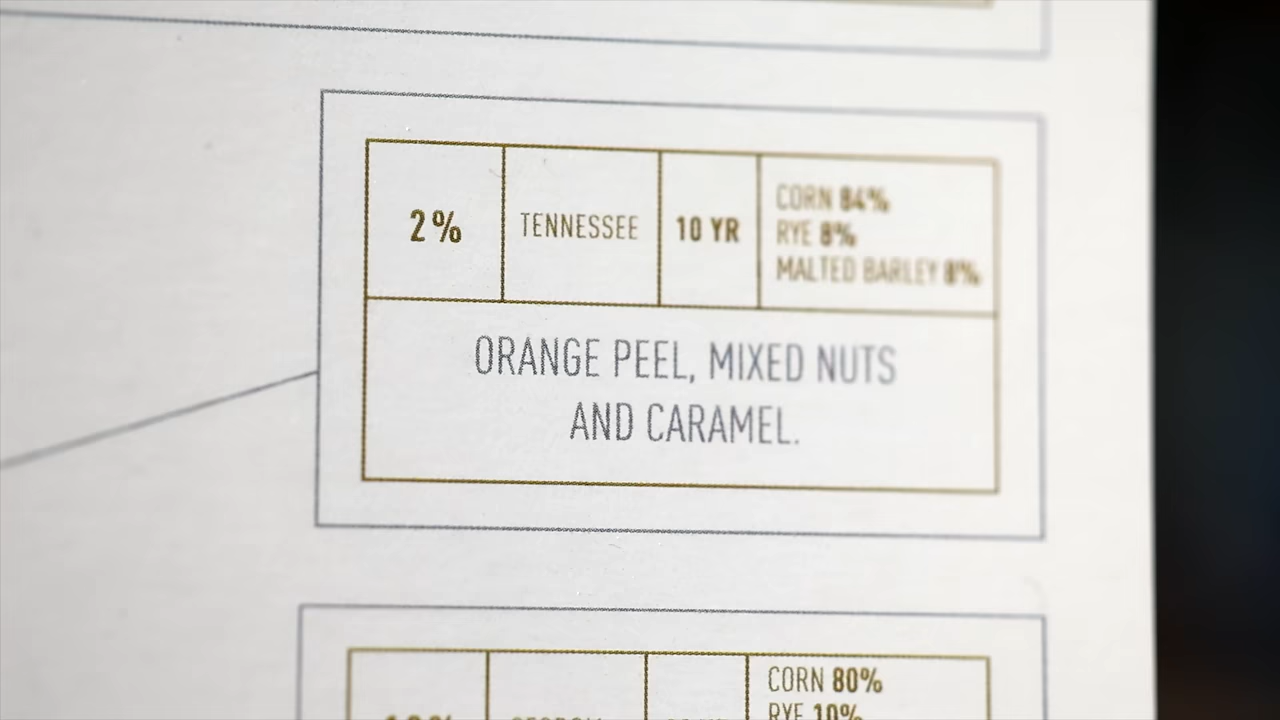 2%
TENNESSEE
10 YR
CORN 84%
RYE 8%
MALTED BARLEY 8%
ORANGE PEEL, MIXED NUTS
AND CARAMEL.
CORN 80%
RYE 10%